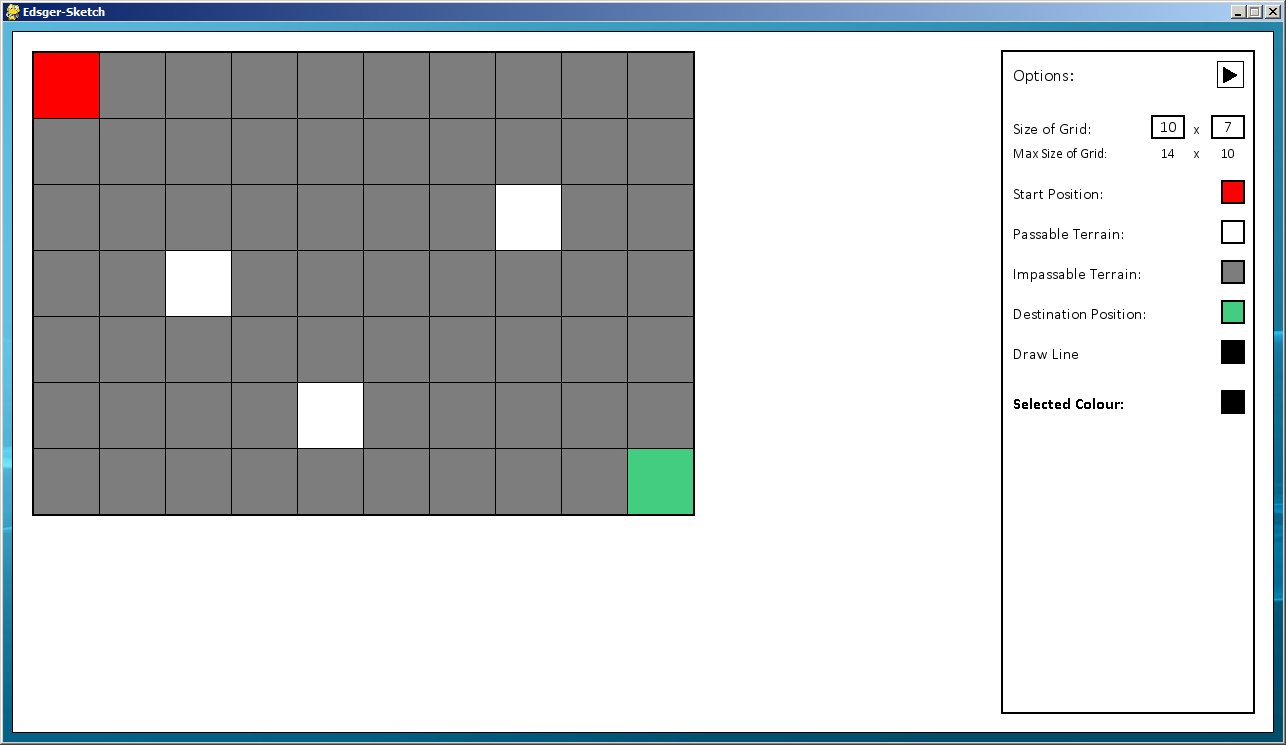 Edsger-Sketch
Options:
Size of Grid: 10 x 7
Max Size of Grid: 14 x 10
Start Position:
Passable Terrain:
Impassable Terrain:
Destination Position:
Draw Line
Selected Colour: